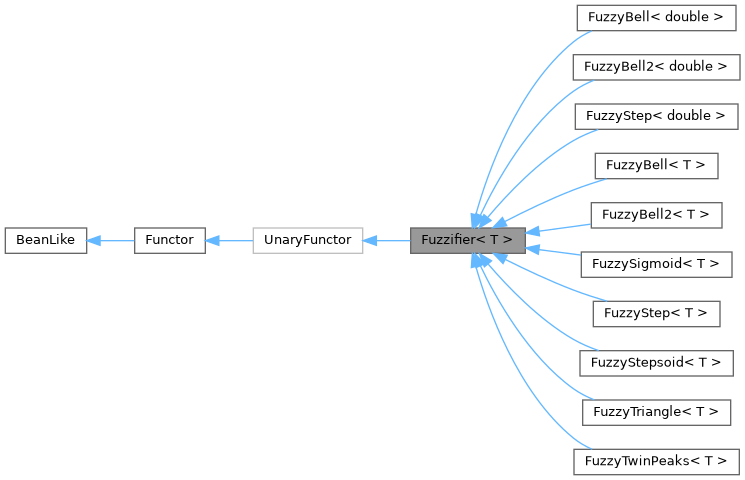 BeanLike
Functor
UnaryFunctor
Fuzzifier< T >
FuzzyBell< double >
FuzzyBell2< double >
FuzzyStep< double >
FuzzyBell< T >
FuzzyBell2< T >
FuzzySigmoid< T >
FuzzyStep< T >
FuzzyStepsoid< T >
FuzzyTriangle< T >
FuzzyTwinPeaks< T >